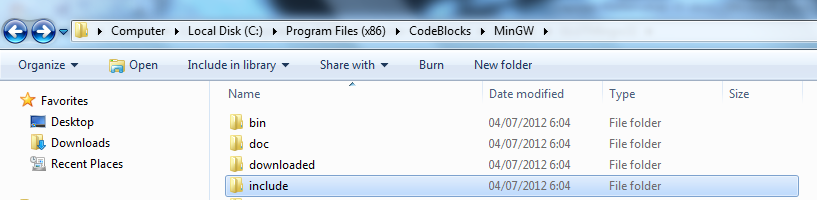 Computer Local Disk (C:) Program Files (x86) CodeBlocks MinGW
Organize Open Include in library Share with Burn New folder
Name Date modified Type Size
Favorites
Desktop
Downloads
Recent Places
bin 04/07/2012 6:04 File folder
doc 04/07/2012 6:04 File folder
downloaded 04/07/2012 6:04 File folder
include 04/07/2012 6:04 File folder